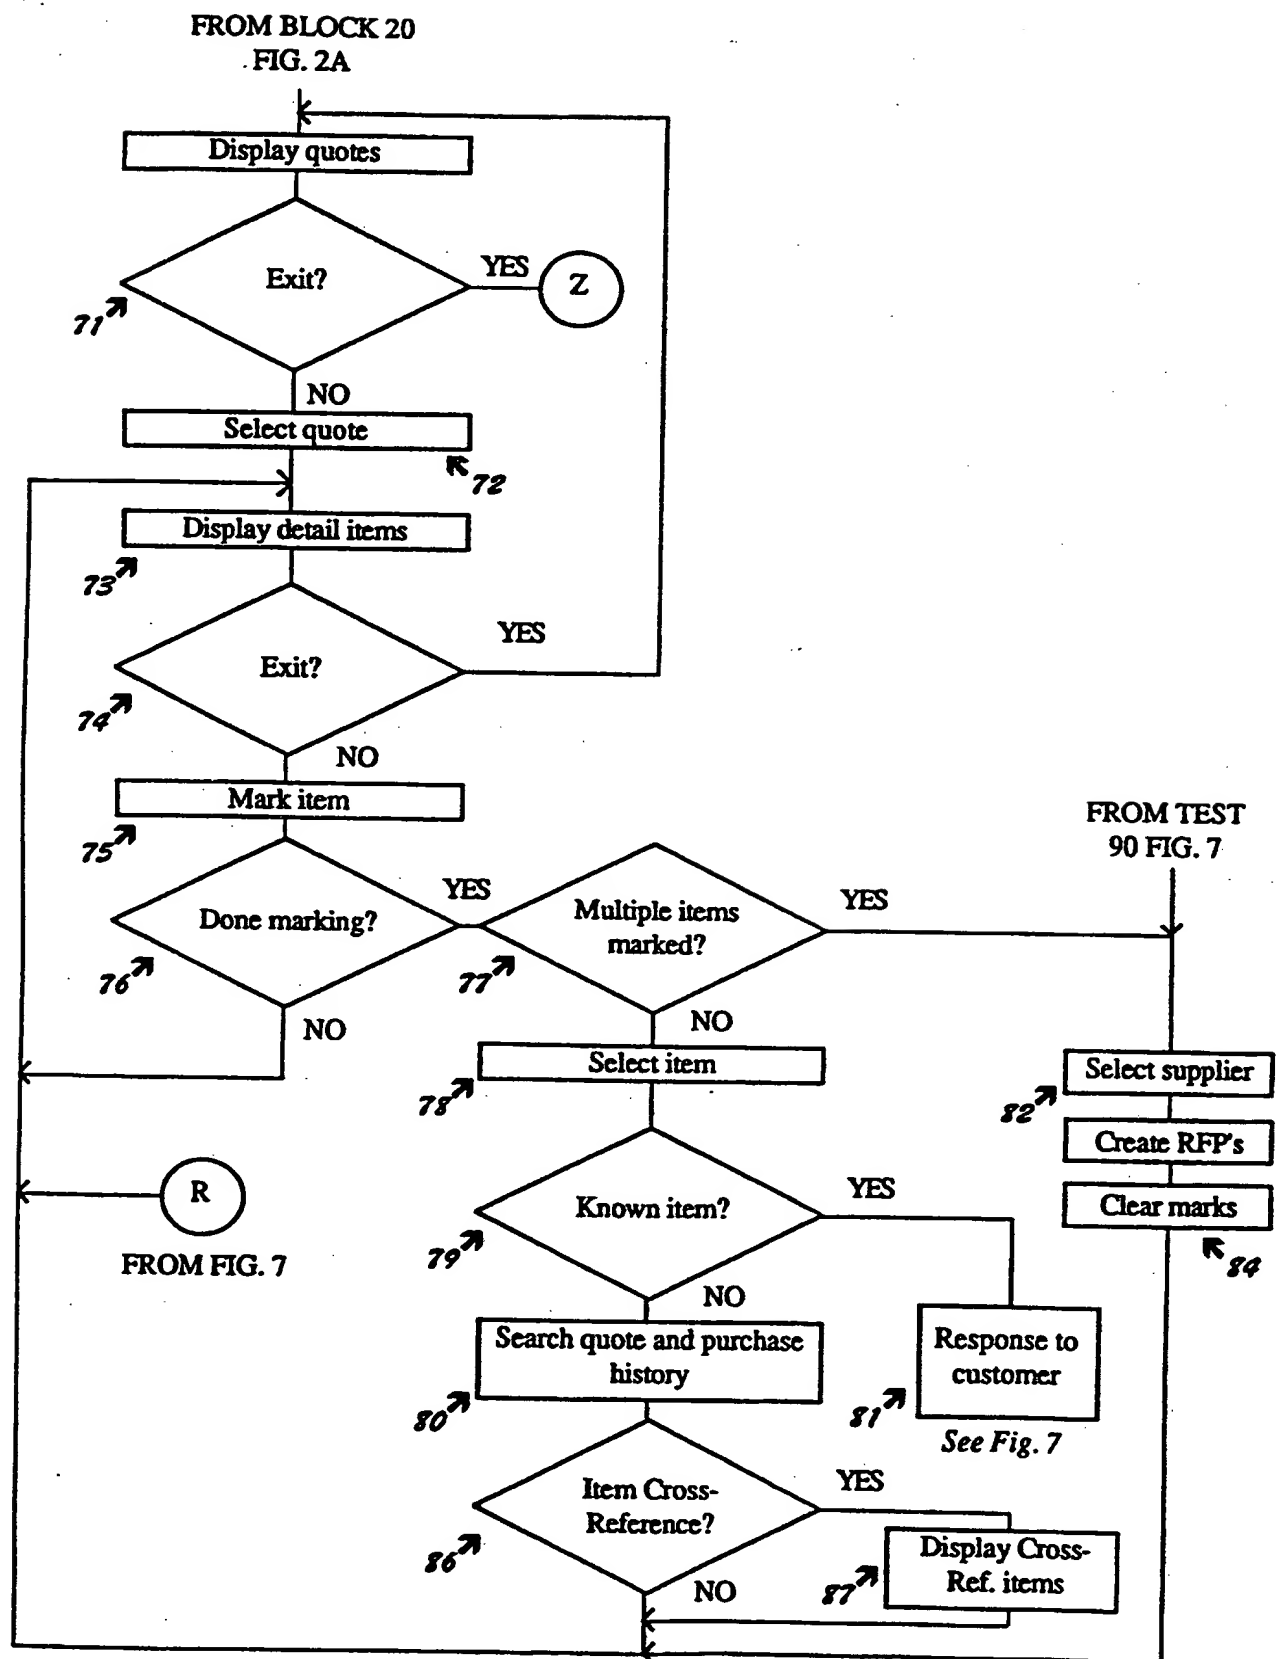 FROM BLOCK 20
FIG. 2A
Display quotes
Exit?
YES
Z
71
NO
Select quote
72
Display detail items
73
YES
Exit?
74
NO
Mark item
75
FROM TEST
90 FIG. 7
Done marking?
YES
Multiple items
marked?
YES
76
77
NO
NO
Select item
78
Select supplier
82
Create RFP's
Clear marks
84
R
FROM FIG. 7
Known item?
YES
79
NO
Search quote and purchase
history
80
Response to
customer
81
See Fig. 7
Item Cross-
Reference?
YES
86
Display Cross-
Ref. items
87
NO